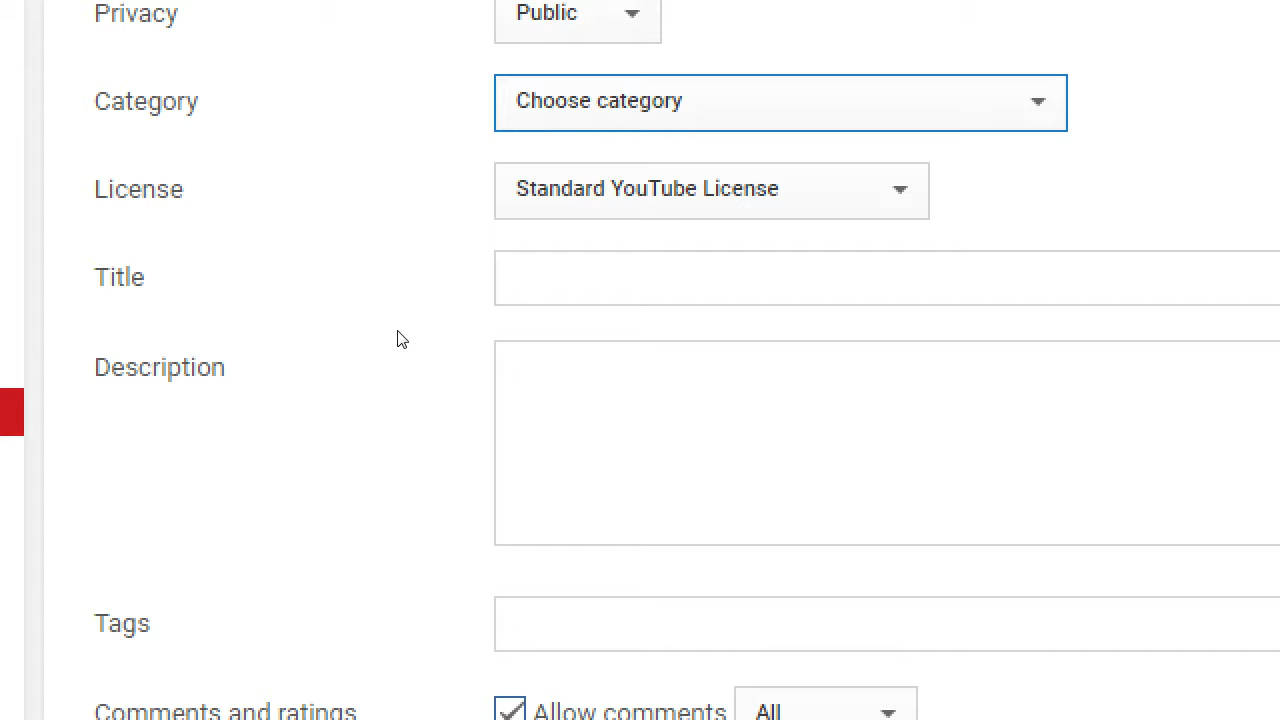 Privacy Public
Category Choose category
License Standard YouTube License
Title
Description
Tags
Comments and ratings Allow comments All